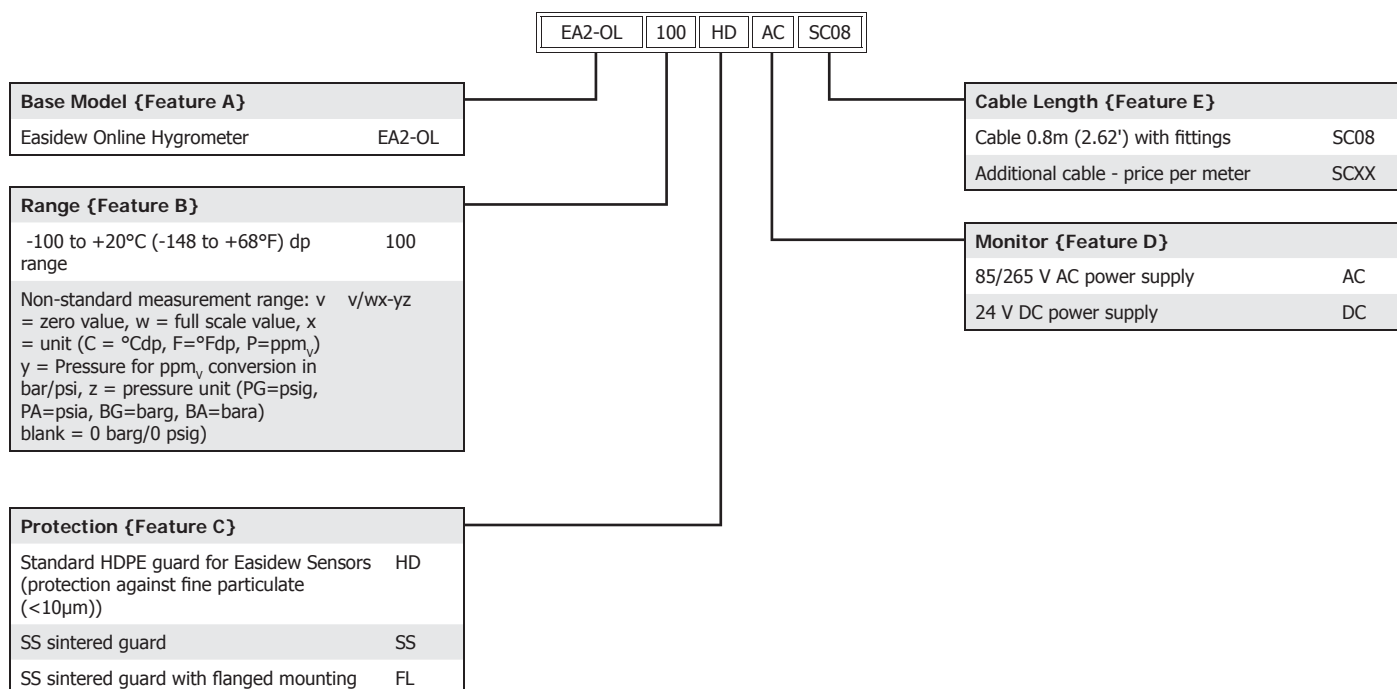 EA2-OL 100 HD AC SC08
Base Model {Feature A}
Easidew Online Hygrometer EA2-OL
Range {Feature B}
-100 to +20°C (-148 to +68°F) dp 100
range
Non-standard measurement range: v v/wx-yz
= zero value, w = full scale value, x
= unit (C = °Cdp, F=°Fdp, P=ppmV)
y = Pressure for ppmV conversion in
bar/psi, z = pressure unit (PG=psig,
PA=psia, BG=barg, BA=bara)
blank = 0 barg/0 psig)
Protection {Feature C}
Standard HDPE guard for Easidew Sensors HD
(protection against fine particulate
(<10µm))
SS sintered guard SS
SS sintered guard with flanged mounting FL
Cable Length {Feature E}
Cable 0.8m (2.62') with fittings SC08
Additional cable - price per meter SCXX
Monitor {Feature D}
85/265 V AC power supply AC
24 V DC power supply DC